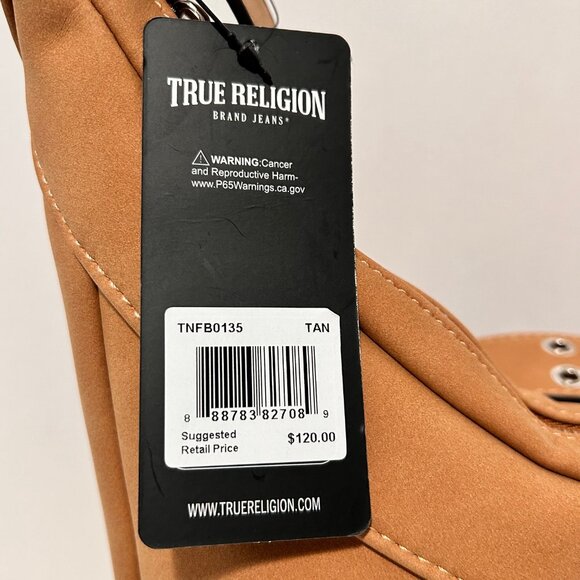 TRUE RELIGION
BRAND JEANS®
⚠ WARNING:Cancer
and Reproductive Harm-
www.P65Warnings.ca.gov
TNFB0135 TAN
8 88783 82708 9
Suggested
Retail Price $120.00
WWW.TRUERELIGION.COM